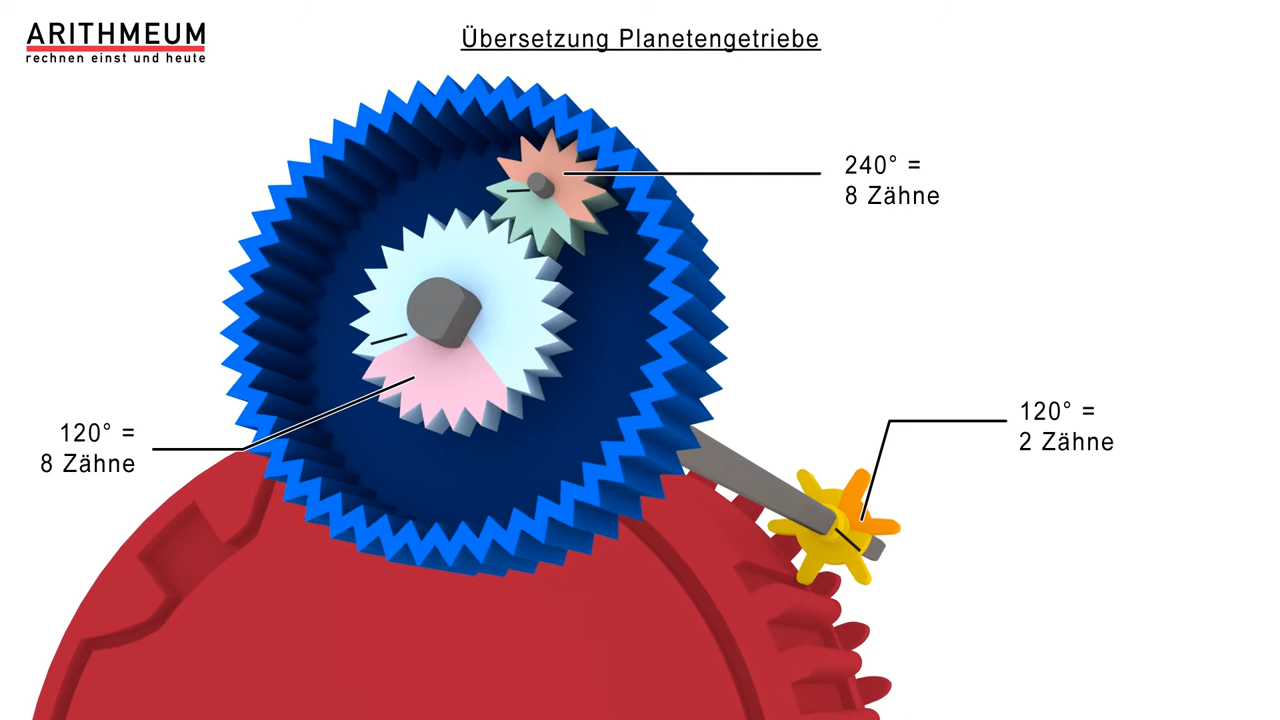 ARITHMEUM
rechnen einst und heute
Übersetzung Planetengetriebe
240° =
8 Zähne
120° =
2 Zähne
120° =
8 Zähne